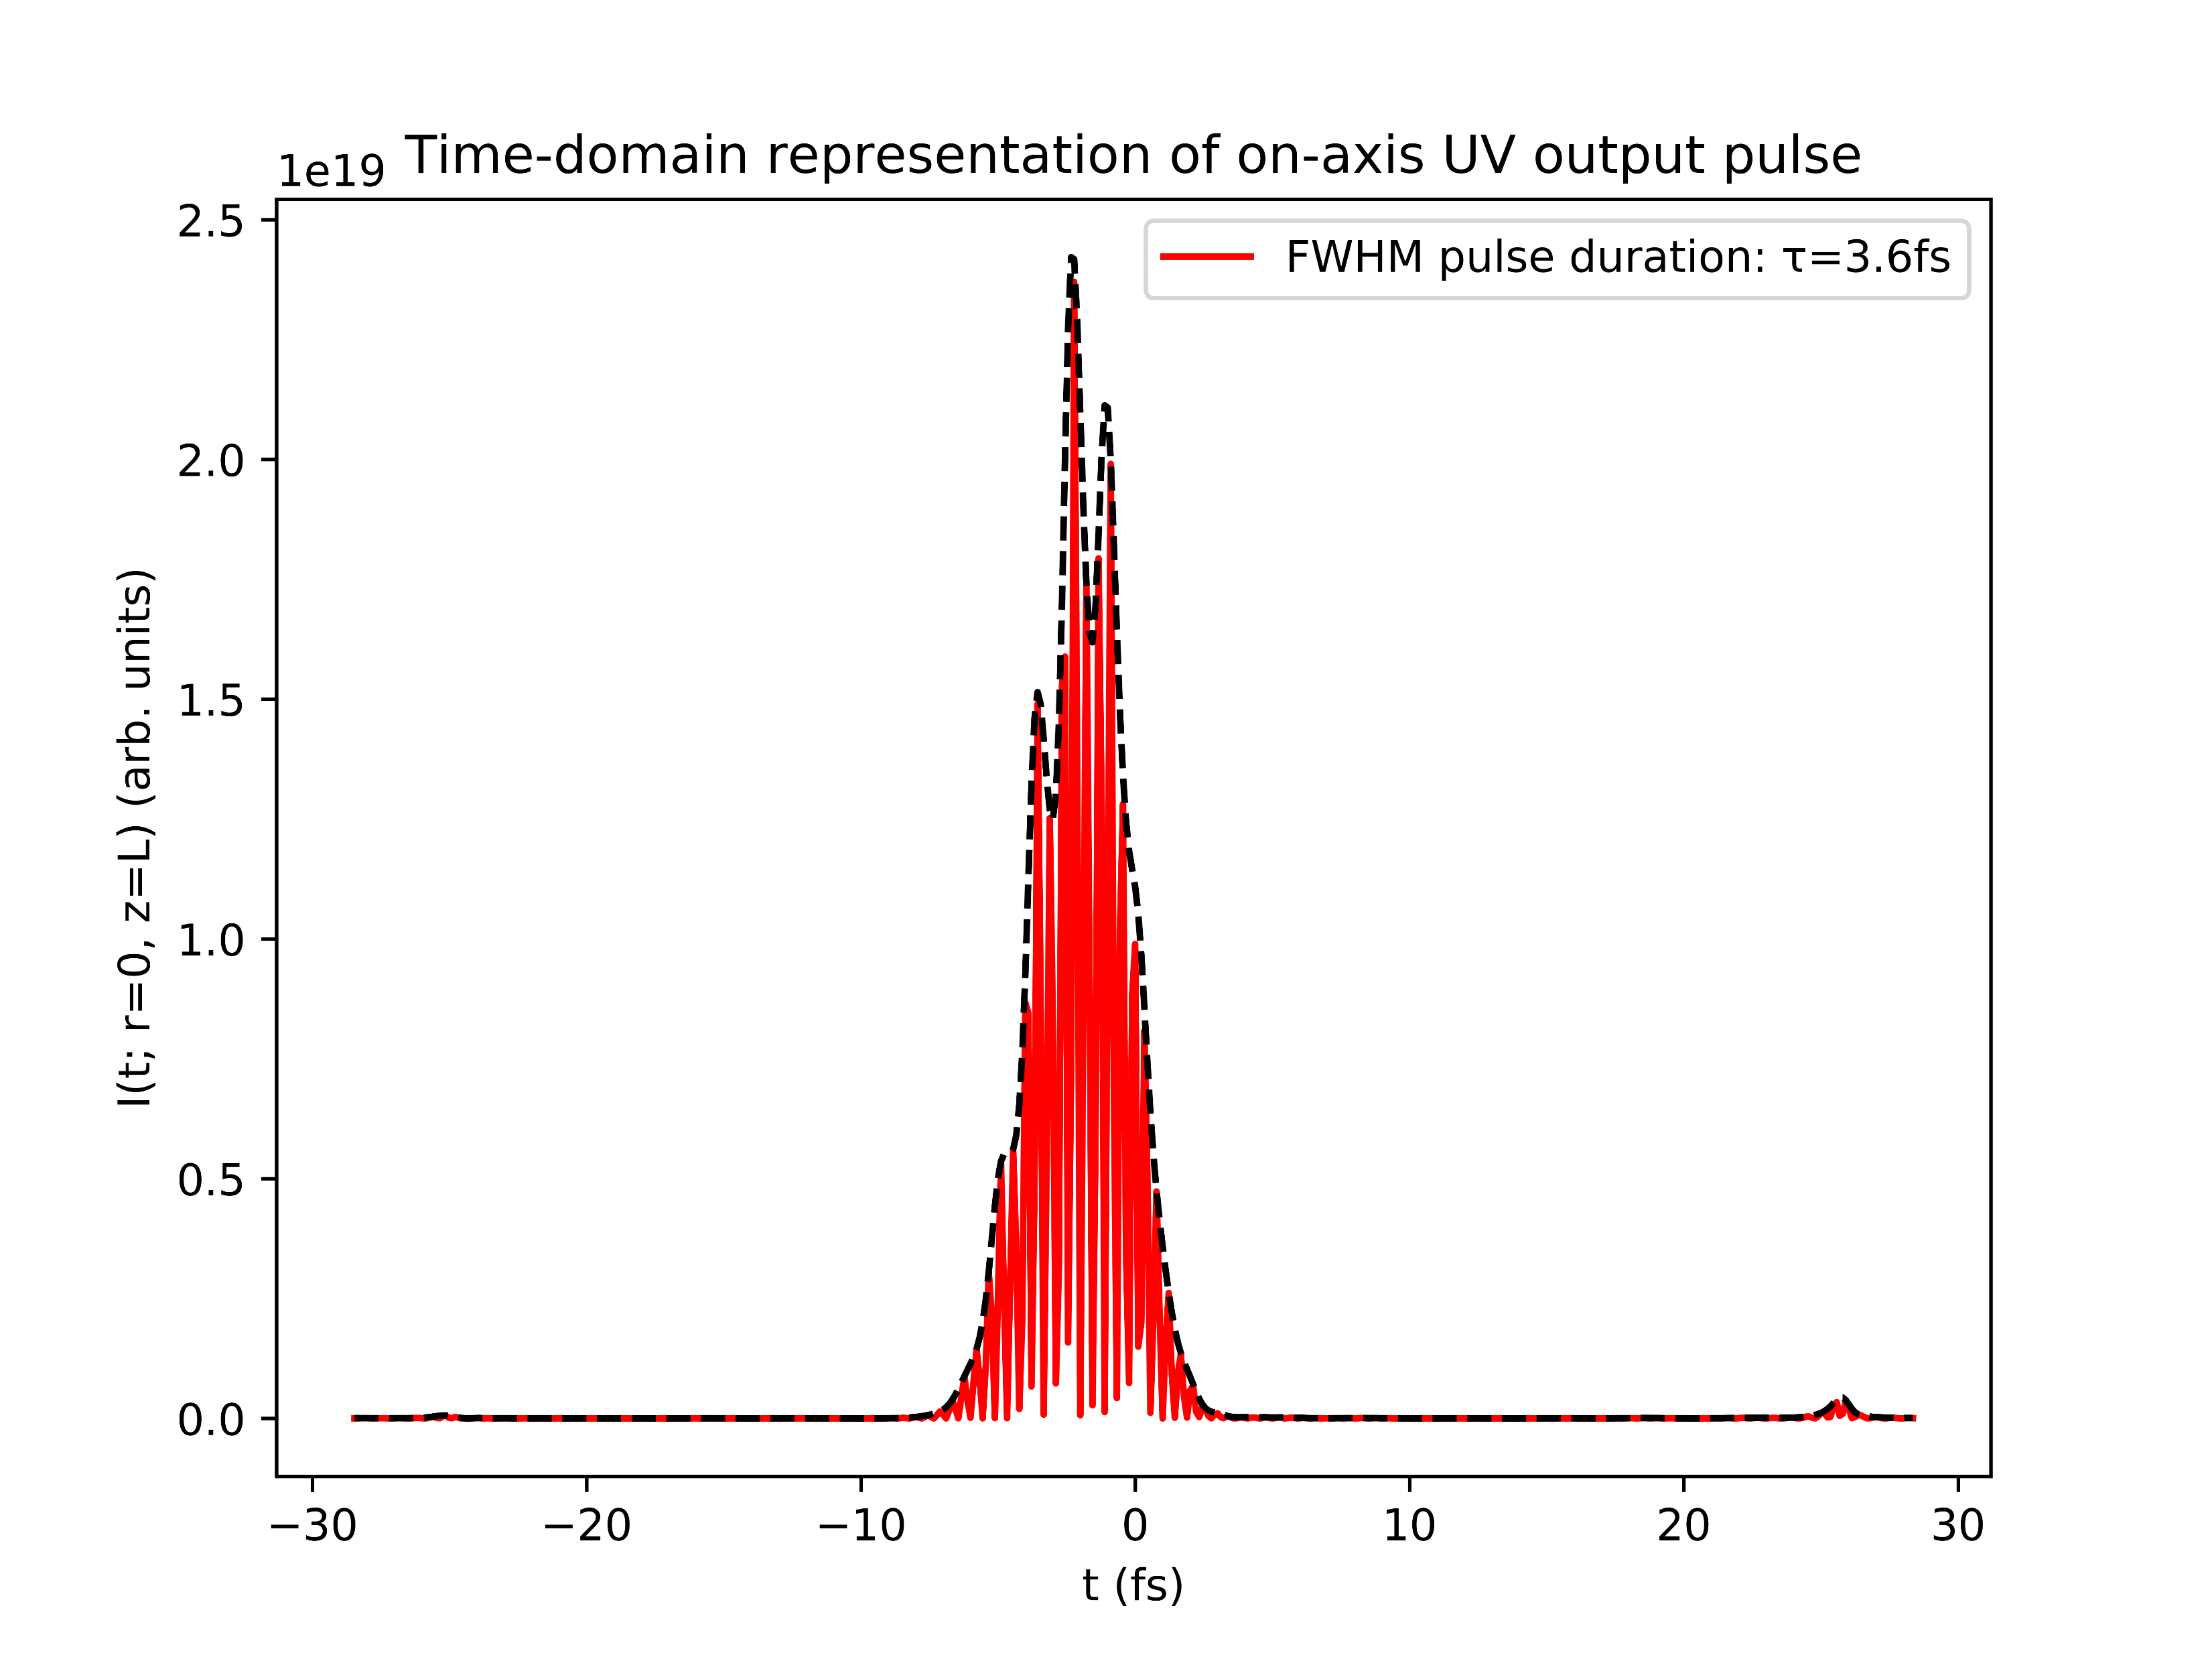 Time-domain representation of on-axis UV output pulse
1e19
FWHM pulse duration: τ=3.6fs
2.5
2.0
1.5
1.0
0.5
0.0
I(t; r=0, z=L) (arb. units)
−30 −20 −10 0 10 20 30
t (fs)